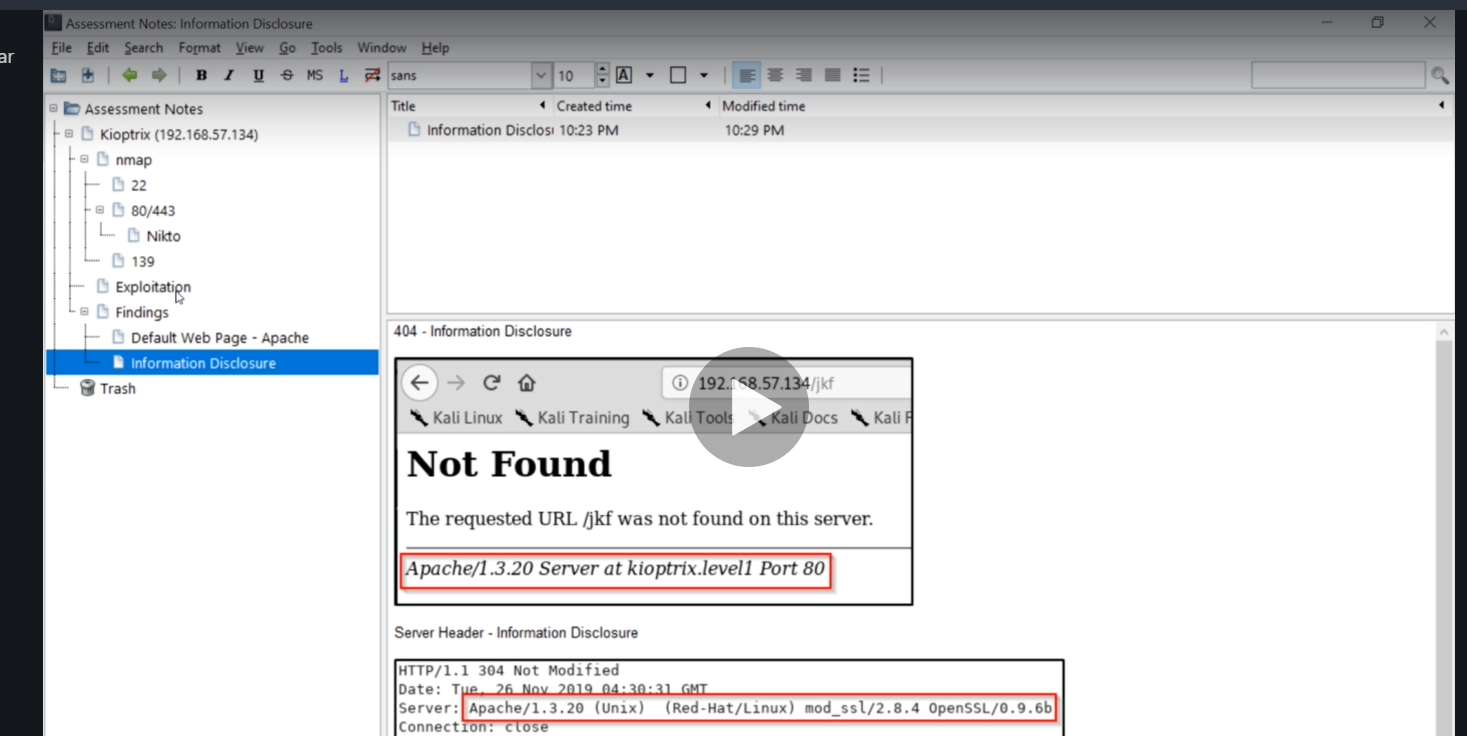 ar
Assessment Notes: Information Disclosure
File Edit Search Format View Go Tools Window Help
B I U S MS L sans 10 A
Assessment Notes
Kioptrix (192.168.57.134)
nmap
22
80/443
Nikto
139
Exploitation
Findings
Default Web Page - Apache
Information Disclosure
Trash
Title Created time Modified time
Information Disclos 10:23 PM 10:29 PM
404 - Information Disclosure
192.168.57.134/jkf
Kali Linux Kali Training Kali Tools Kali Docs Kali F
Not Found
The requested URL /jkf was not found on this server.
Apache/1.3.20 Server at kioptrix.level1 Port 80
Server Header - Information Disclosure
HTTP/1.1 304 Not Modified
Date: Tue, 26 Nov 2019 04:30:31 GMT
Server: Apache/1.3.20 (Unix) (Red-Hat/Linux) mod_ssl/2.8.4 OpenSSL/0.9.6b
Connection: close